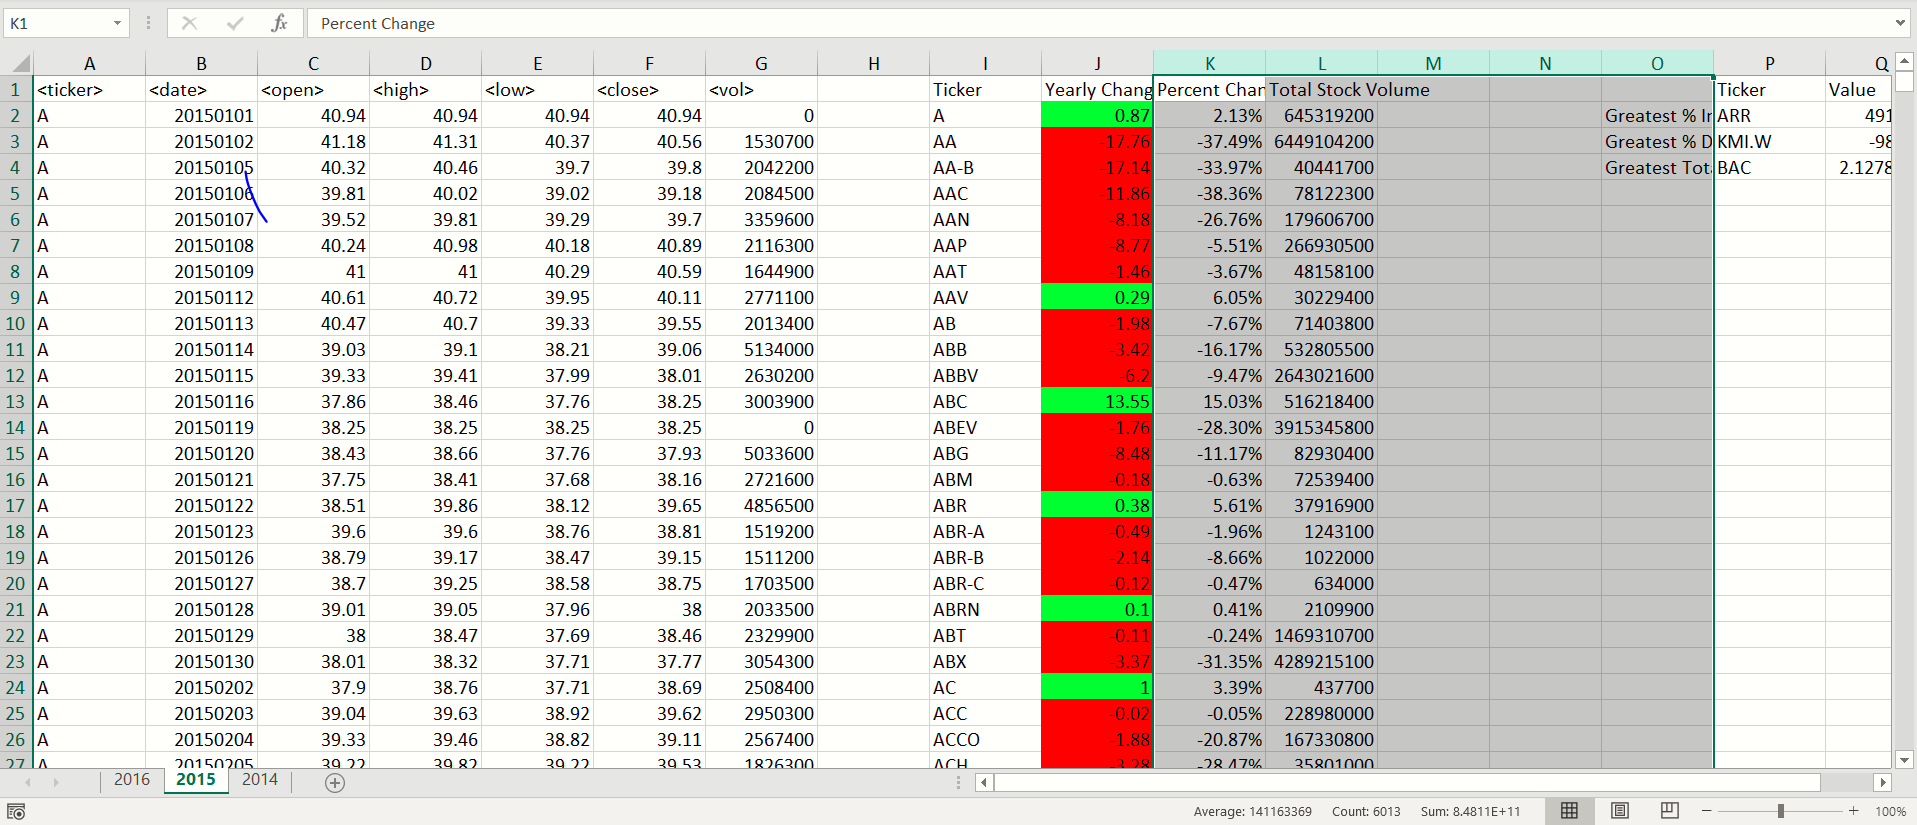 K1 fx Percent Change
A B C D E F G H I J K L M N O P Q
1 <ticker> <date> <open> <high> <low> <close> <vol> Ticker Yearly Chang Percent Chan Total Stock Volume Ticker Value
2 A 20150101 40.94 40.94 40.94 40.94 0 A 0.87 2.13% 645319200 Greatest % In ARR 491
3 A 20150102 41.18 41.31 40.37 40.56 1530700 AA -17.76 -37.49% 6449104200 Greatest % D KMI.W -98
4 A 20150105 40.32 40.46 39.7 39.8 2042200 AA-B -17.14 -33.97% 40441700 Greatest Tot BAC 2.1278
5 A 20150106 39.81 40.02 39.02 39.18 2084500 AAC -11.86 -38.36% 78122300
6 A 20150107 39.52 39.81 39.29 39.7 3359600 AAN -8.18 -26.76% 179606700
7 A 20150108 40.24 40.98 40.18 40.89 2116300 AAP -8.77 -5.51% 266930500
8 A 20150109 41 41 40.29 40.59 1644900 AAT -1.46 -3.67% 48158100
9 A 20150112 40.61 40.72 39.95 40.11 2771100 AAV 0.29 6.05% 30229400
10 A 20150113 40.47 40.7 39.33 39.55 2013400 AB -1.98 -7.67% 71403800
11 A 20150114 39.03 39.1 38.21 39.06 5134000 ABB -3.42 -16.17% 532805500
12 A 20150115 39.33 39.41 37.99 38.01 2630200 ABBV -6.2 -9.47% 2643021600
13 A 20150116 37.86 38.46 37.76 38.25 3003900 ABC 13.55 15.03% 516218400
14 A 20150119 38.25 38.25 38.25 38.25 0 ABEV -1.76 -28.30% 3915345800
15 A 20150120 38.43 38.66 37.76 37.93 5033600 ABG -8.48 -11.17% 82930400
16 A 20150121 37.75 38.41 37.68 38.16 2721600 ABM -0.18 -0.63% 72539400
17 A 20150122 38.51 39.86 38.12 39.65 4856500 ABR 0.38 5.61% 37916900
18 A 20150123 39.6 39.6 38.76 38.81 1519200 ABR-A -0.49 -1.96% 1243100
19 A 20150126 38.79 39.17 38.47 39.15 1511200 ABR-B -2.14 -8.66% 1022000
20 A 20150127 38.7 39.25 38.58 38.75 1703500 ABR-C -0.12 -0.47% 634000
21 A 20150128 39.01 39.05 37.96 38 2033500 ABRN 0.1 0.41% 2109900
22 A 20150129 38 38.47 37.69 38.46 2329900 ABT -0.11 -0.24% 1469310700
23 A 20150130 38.01 38.32 37.71 37.77 3054300 ABX -3.37 -31.35% 4289215100
24 A 20150202 37.9 38.76 37.71 38.69 2508400 AC 1 3.39% 437700
25 A 20150203 39.04 39.63 38.92 39.62 2950300 ACC -0.02 -0.05% 228980000
26 A 20150204 39.33 39.46 38.82 39.11 2567400 ACCO -1.88 -20.87% 167330800
27 A 20150205 39.22 39.82 39.22 39.53 1826300 ACH -3.28 -28.47% 35801000
2016 2015 2014
Average: 141163369 Count: 6013 Sum: 8.4811E+11 100%